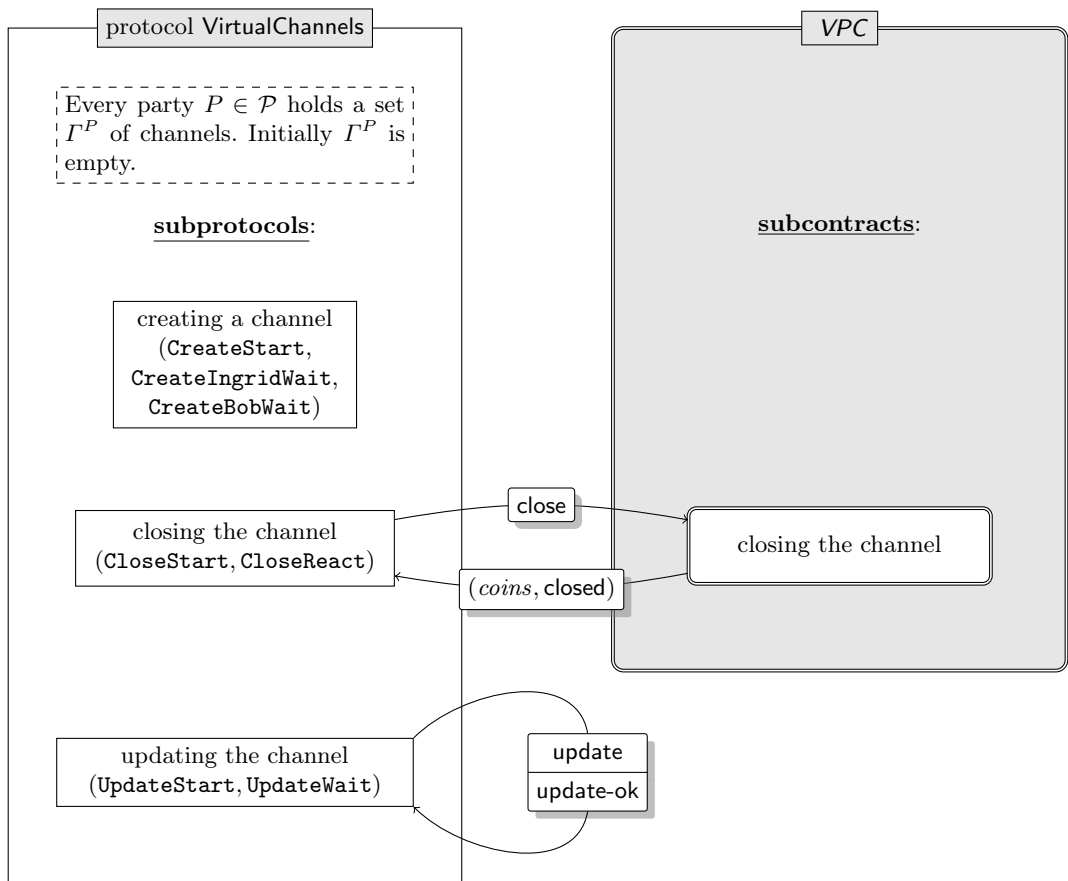 protocol VirtualChannels
VPC
Every party P ∈ 𝒫 holds a set
Γ^P of channels. Initially Γ^P is
empty.
subprotocols:
subcontracts:
creating a channel
(CreateStart,
CreateIngridWait,
CreateBobWait)
close
closing the channel
(CloseStart, CloseReact)
closing the channel
(coins, closed)
updating the channel
(UpdateStart, UpdateWait)
update
update-ok